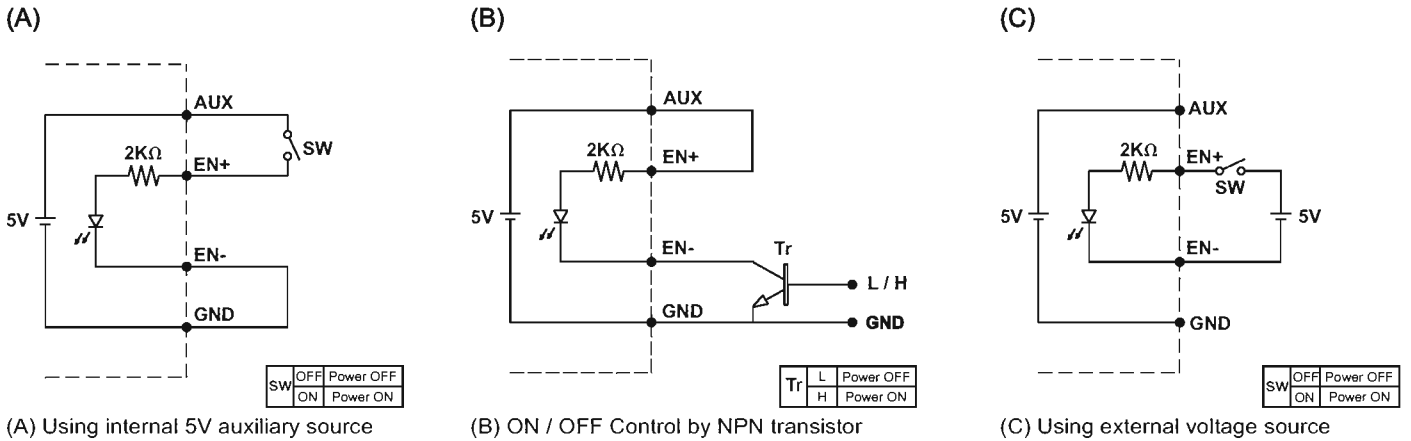 (A)
AUX
SW
2KΩ
EN+
5V
EN-
GND
SW OFF Power OFF
ON Power ON
(A) Using internal 5V auxiliary source
(B)
AUX
2KΩ
EN+
5V
EN-
Tr
L / H
GND
GND
Tr L Power OFF
H Power ON
(B) ON / OFF Control by NPN transistor
(C)
AUX
2KΩ
EN+
SW
5V
5V
EN-
GND
SW OFF Power OFF
ON Power ON
(C) Using external voltage source